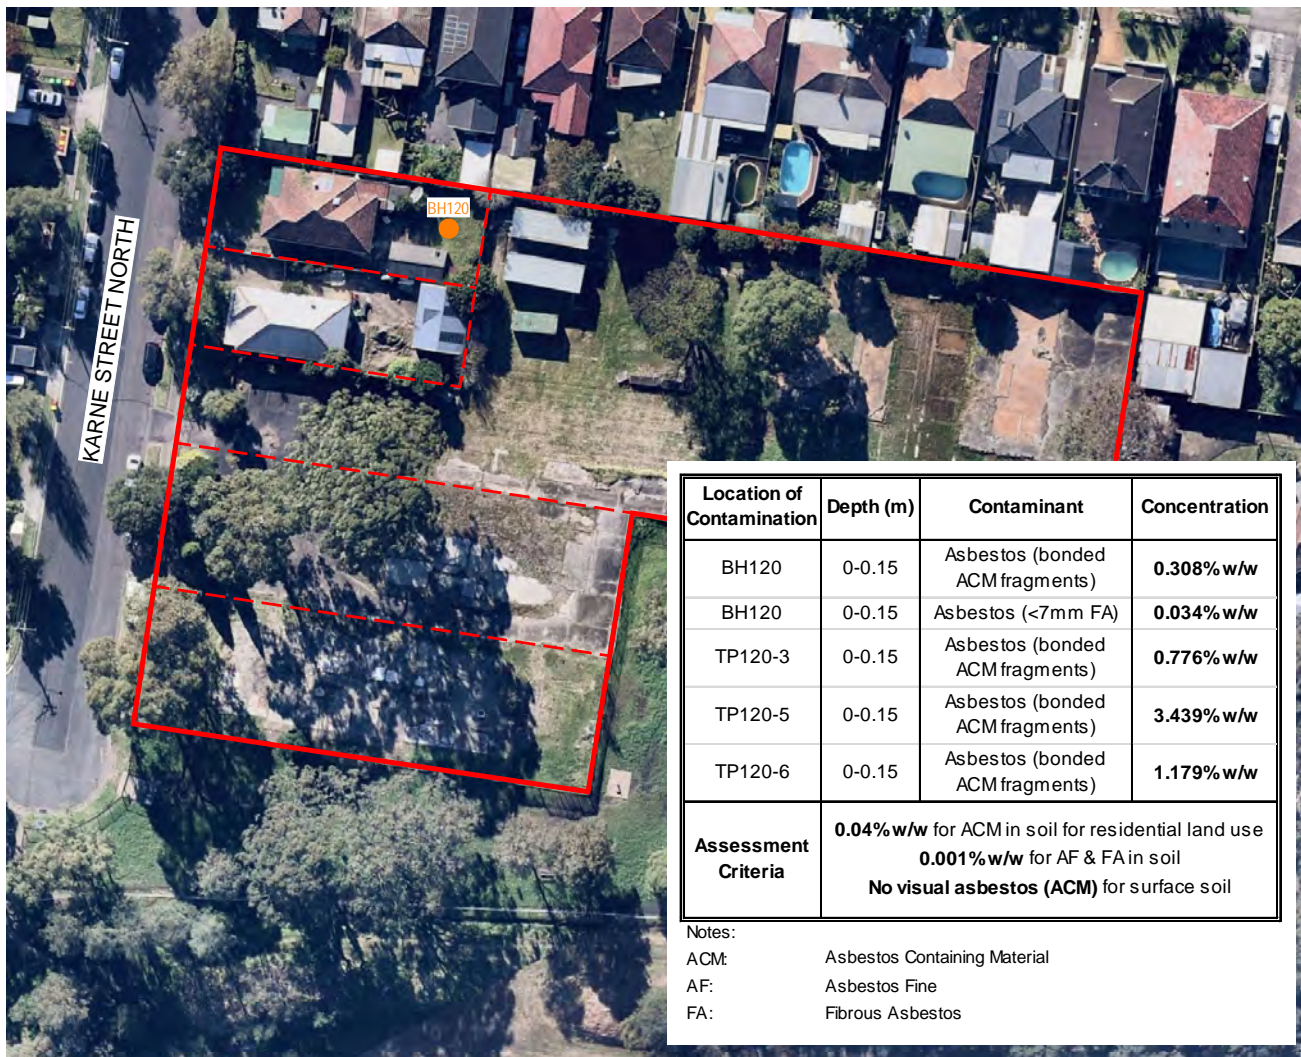 BH120
KARNE STREET NORTH
Location of Contamination Depth (m) Contaminant Concentration
BH120 0-0.15 Asbestos (bonded ACM fragments) 0.308% w/w
BH120 0-0.15 Asbestos (<7mm FA) 0.034% w/w
TP120-3 0-0.15 Asbestos (bonded ACM fragments) 0.776% w/w
TP120-5 0-0.15 Asbestos (bonded ACM fragments) 3.439% w/w
TP120-6 0-0.15 Asbestos (bonded ACM fragments) 1.179% w/w
Assessment Criteria
0.04% w/w for ACM in soil for residential land use
0.001% w/w for AF & FA in soil
No visual asbestos (ACM) for surface soil
Notes:
ACM: Asbestos Containing Material
AF: Asbestos Fine
FA: Fibrous Asbestos